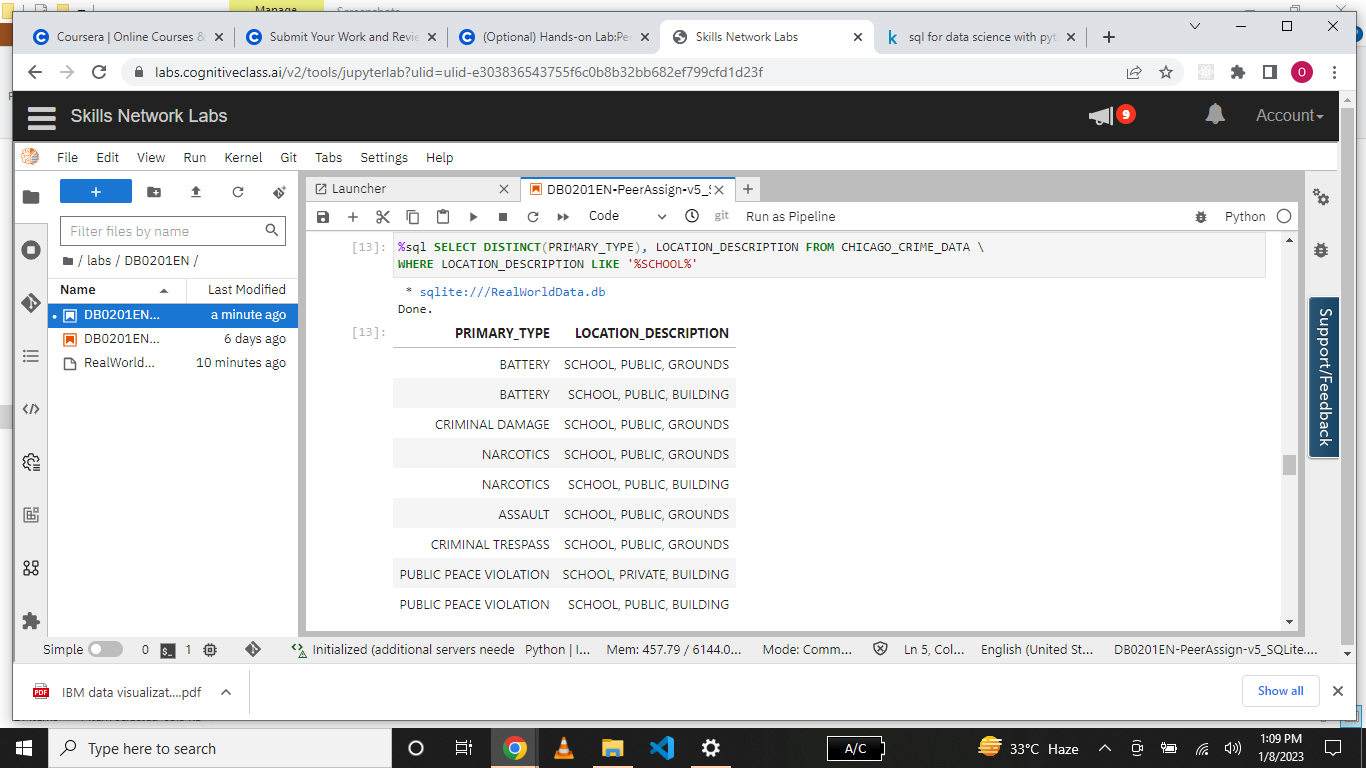 Manage
Screenshots
Coursera | Online Courses &
Submit Your Work and Revie
(Optional) Hands-on Lab:Pee
Skills Network Labs
sql for data science with pyt
labs.cognitiveclass.ai/v2/tools/jupyterlab?ulid=ulid-e303836543755f6c0b8b32bb682ef799cfd1d23f
O
Skills Network Labs
9
Account
File Edit View Run Kernel Git Tabs Settings Help
+
Filter files by name
/ labs / DB0201EN /
Name Last Modified
DB0201EN... a minute ago
DB0201EN... 6 days ago
RealWorld... 10 minutes ago
Launcher
DB0201EN-PeerAssign-v5_S
Code git Run as Pipeline Python
[13]: %sql SELECT DISTINCT(PRIMARY_TYPE), LOCATION_DESCRIPTION FROM CHICAGO_CRIME_DATA \
WHERE LOCATION_DESCRIPTION LIKE '%SCHOOL%'
* sqlite:///RealWorldData.db
Done.
[13]: PRIMARY_TYPE LOCATION_DESCRIPTION
BATTERY SCHOOL, PUBLIC, GROUNDS
BATTERY SCHOOL, PUBLIC, BUILDING
CRIMINAL DAMAGE SCHOOL, PUBLIC, GROUNDS
NARCOTICS SCHOOL, PUBLIC, GROUNDS
NARCOTICS SCHOOL, PUBLIC, BUILDING
ASSAULT SCHOOL, PUBLIC, GROUNDS
CRIMINAL TRESPASS SCHOOL, PUBLIC, GROUNDS
PUBLIC PEACE VIOLATION SCHOOL, PRIVATE, BUILDING
PUBLIC PEACE VIOLATION SCHOOL, PUBLIC, BUILDING
Support/Feedback
Simple 0 $_ 1 Initialized (additional servers neede Python | I... Mem: 457.79 / 6144.0... Mode: Comm... Ln 5, Col... English (United St... DB0201EN-PeerAssign-v5_SQLite....
PDF IBM data visualizat....pdf
Show all
Type here to search
A/C
33°C Haze
1:09 PM
1/8/2023